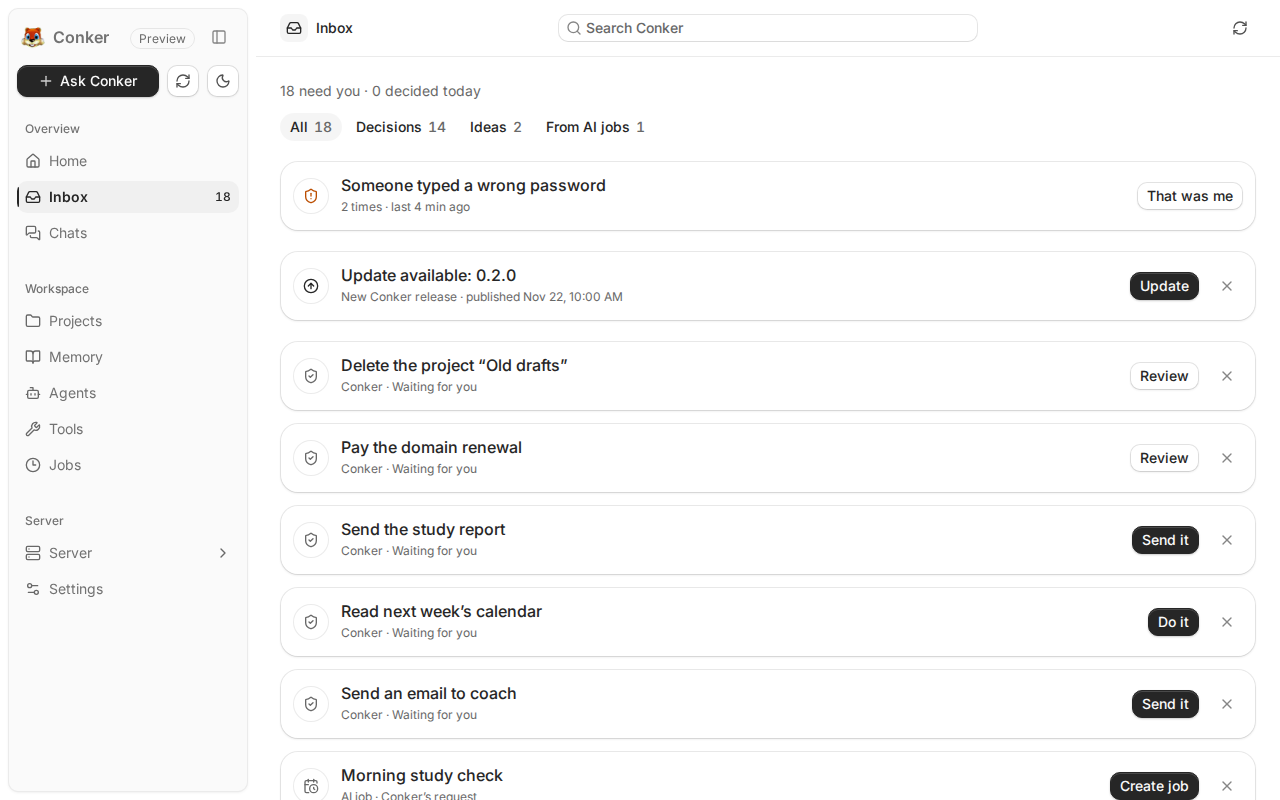 Conker
Preview
Ask Conker
Overview
Home
Inbox 18
Chats
Workspace
Projects
Memory
Agents
Tools
Jobs
Server
Server
Settings
Inbox
Search Conker
18 need you · 0 decided today
All 18 Decisions 14 Ideas 2 From AI jobs 1
Someone typed a wrong password
2 times · last 4 min ago
That was me
Update available: 0.2.0
New Conker release · published Nov 22, 10:00 AM
Update
Delete the project “Old drafts”
Conker · Waiting for you
Review
Pay the domain renewal
Conker · Waiting for you
Review
Send the study report
Conker · Waiting for you
Send it
Read next week’s calendar
Conker · Waiting for you
Do it
Send an email to coach
Conker · Waiting for you
Send it
Morning study check
AI job · Conker’s request
Create job